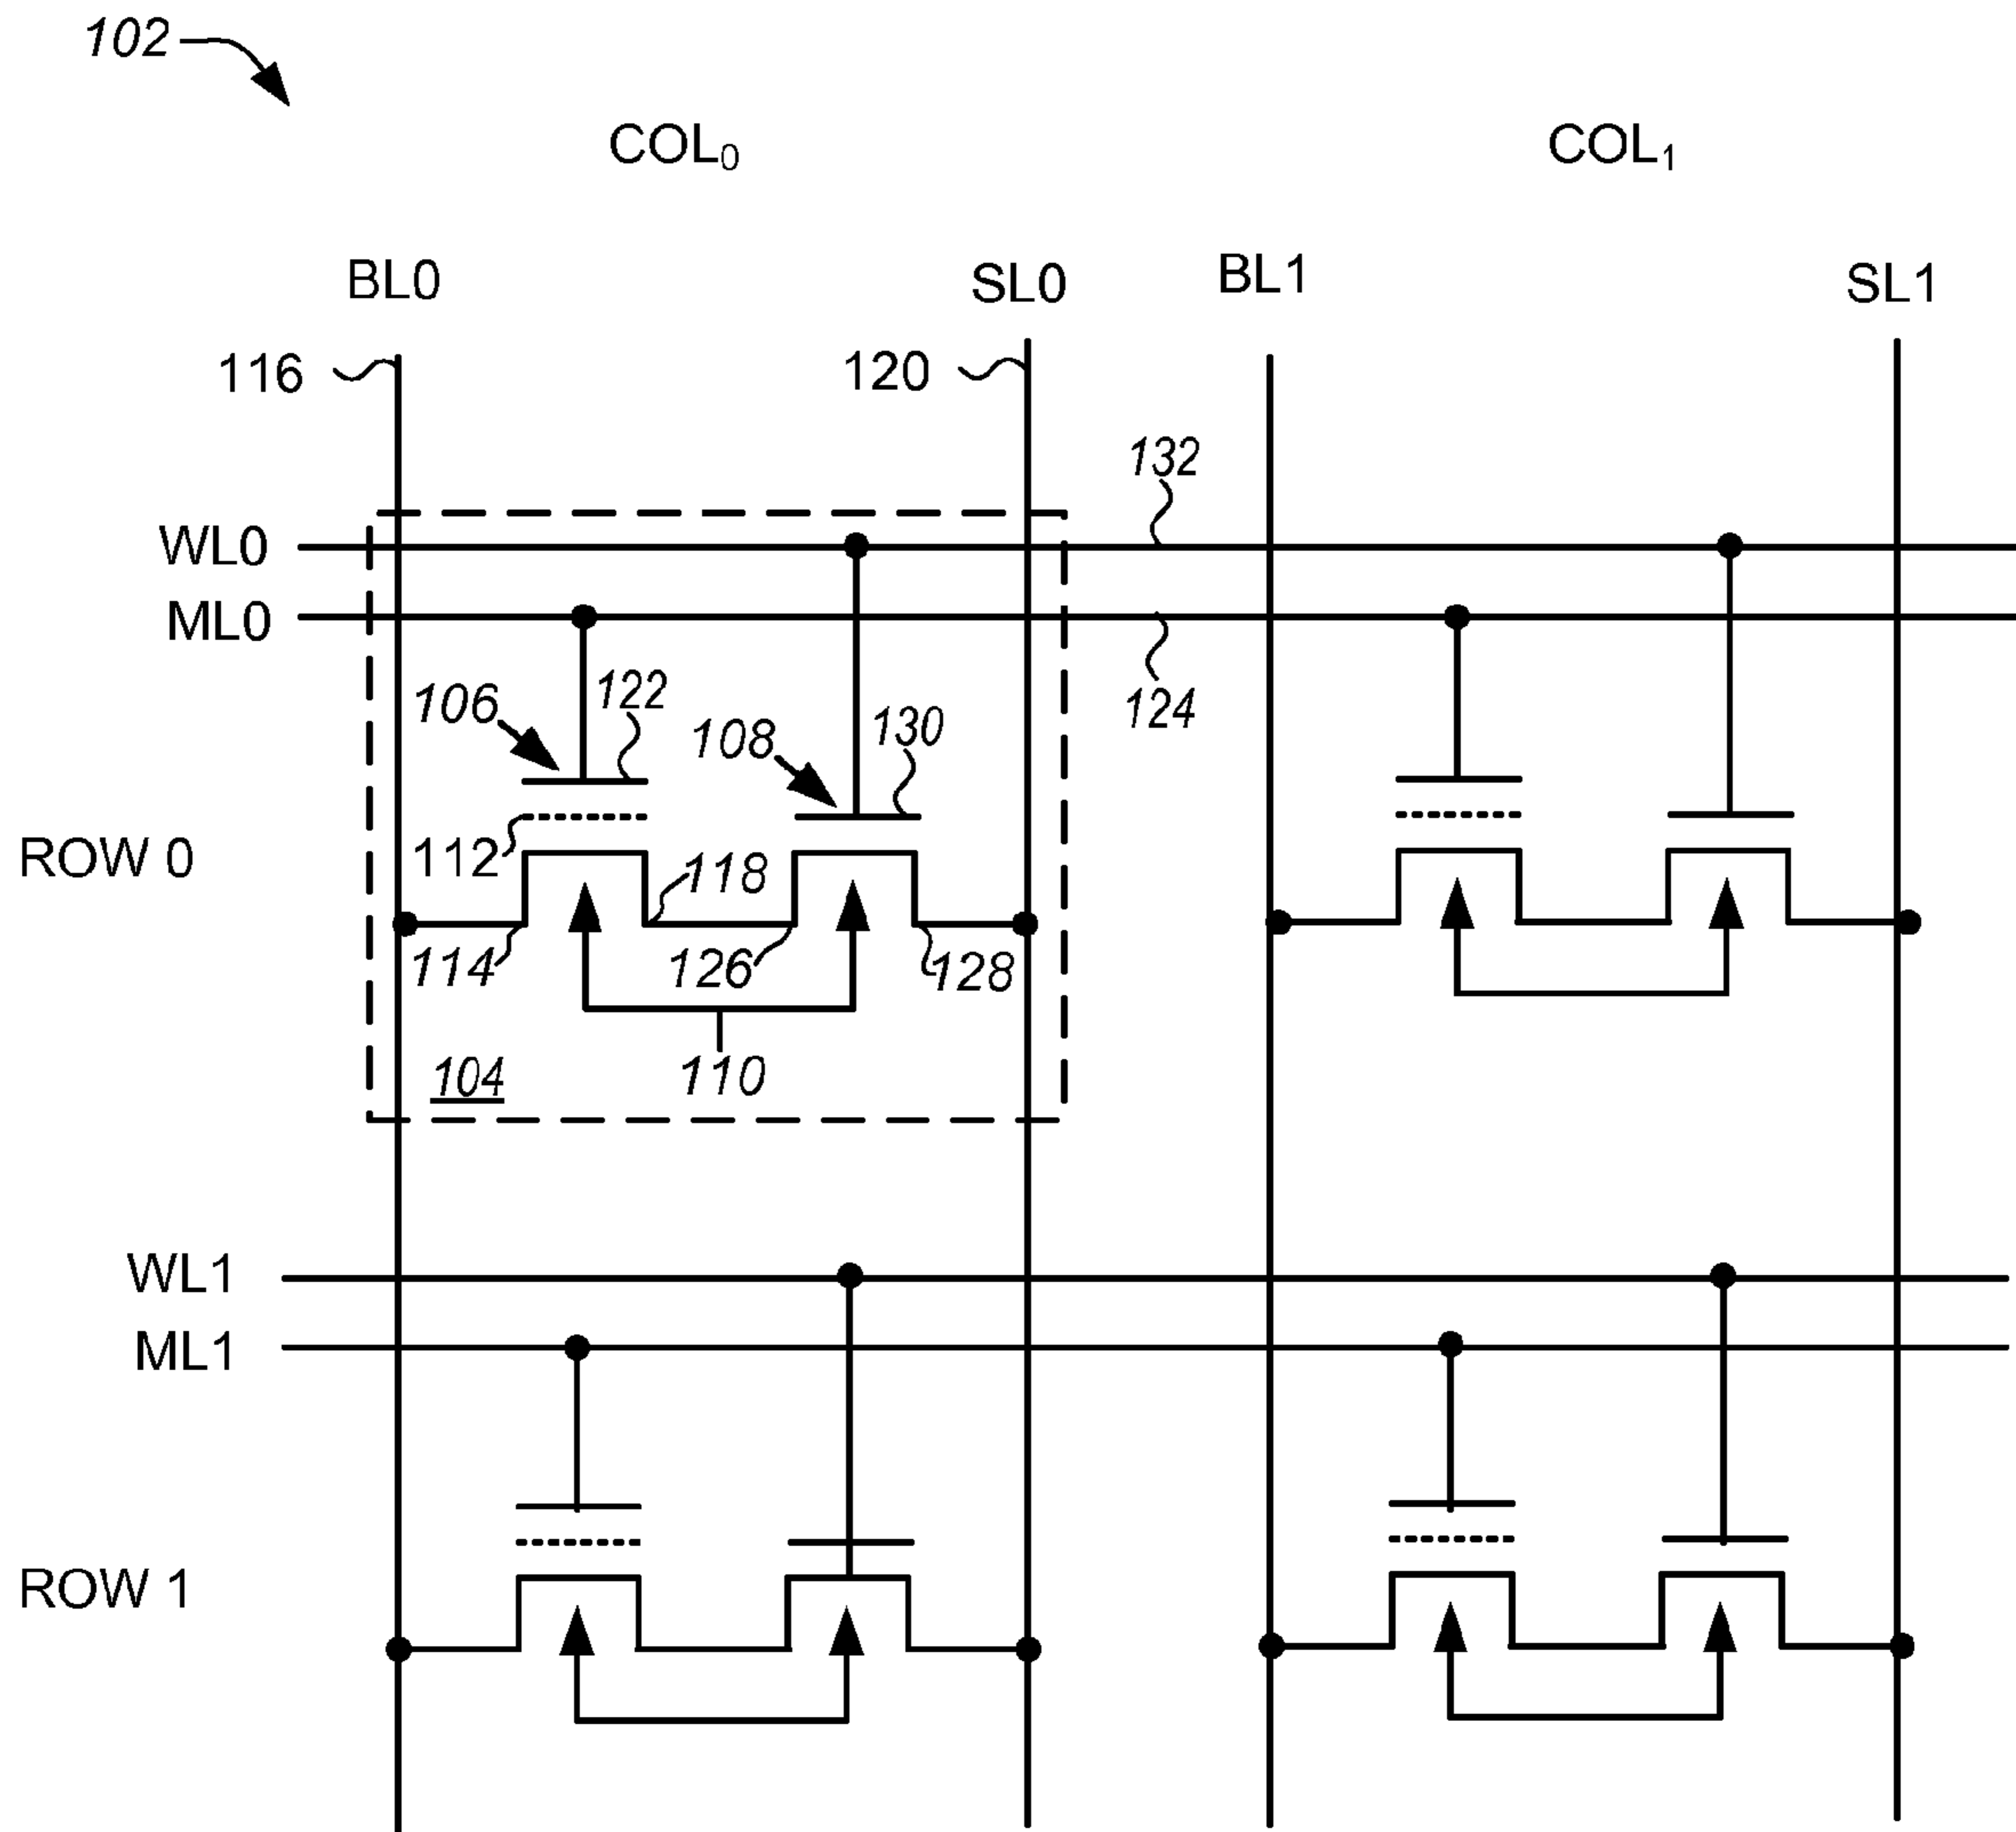 102
COL₀ COL₁
BL0 SL0 BL1 SL1
116 120
132
WL0
ML0
106 122 108 130 124
ROW 0 112 118
114 126 128
104 110
WL1
ML1
ROW 1